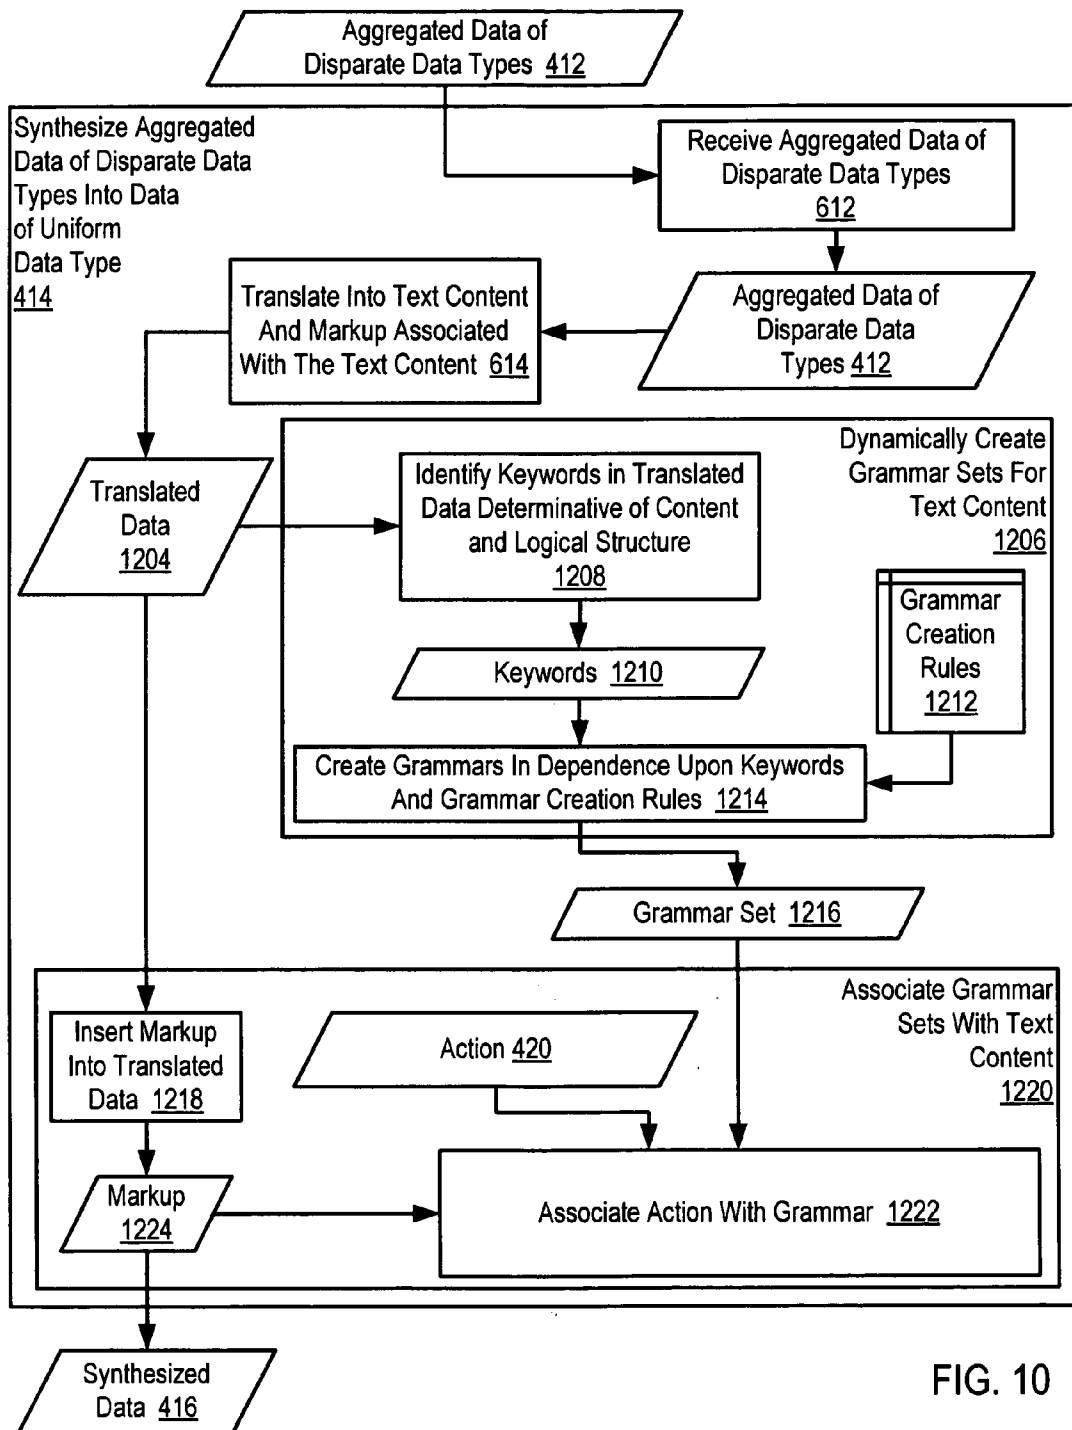 Aggregated Data of
Disparate Data Types 412
Synthesize Aggregated
Data of Disparate Data
Types Into Data
of Uniform
Data Type
414
Receive Aggregated Data of
Disparate Data Types
612
Aggregated Data of
Disparate Data
Types 412
Translate Into Text Content
And Markup Associated
With The Text Content 614
Translated
Data
1204
Dynamically Create
Grammar Sets For
Text Content
1206
Identify Keywords in Translated
Data Determinative of Content
and Logical Structure
1208
Grammar
Creation
Rules
1212
Keywords 1210
Create Grammars In Dependence Upon Keywords
And Grammar Creation Rules 1214
Grammar Set 1216
Associate Grammar
Sets With Text
Content
1220
Insert Markup
Into Translated
Data 1218
Action 420
Markup
1224
Associate Action With Grammar 1222
Synthesized
Data 416
FIG. 10